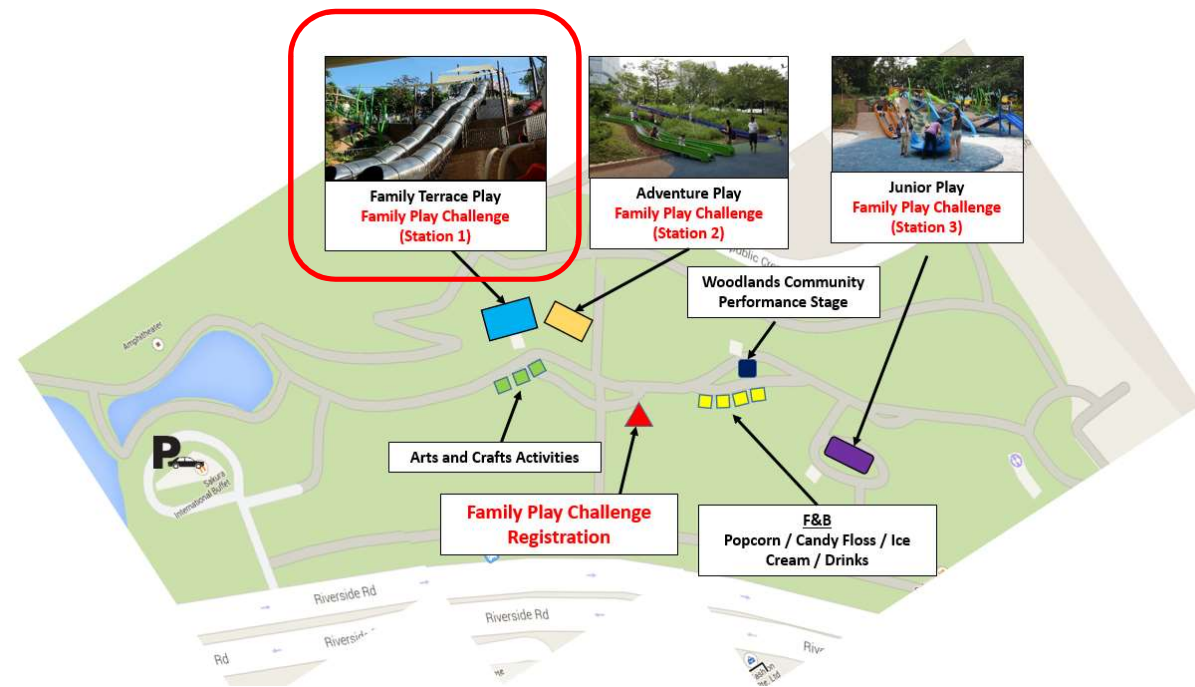 Family Terrace Play
Family Play Challenge
(Station 1)
Adventure Play
Family Play Challenge
(Station 2)
Junior Play
Family Play Challenge
(Station 3)
Woodlands Community
Performance Stage
Amphitheater
P
Sakura
International Buffet
Arts and Crafts Activities
Family Play Challenge
Registration
F&B
Popcorn / Candy Floss / Ice
Cream / Drinks
Riverside Rd
Riverside Rd
Rd